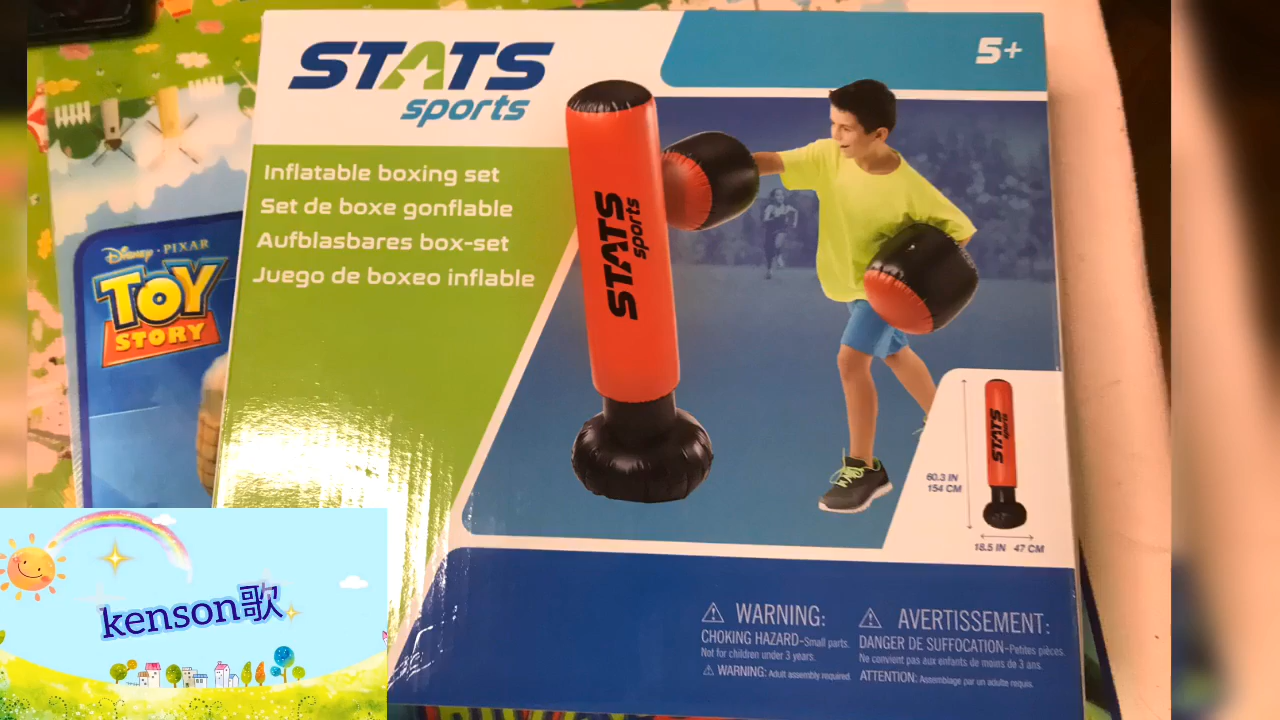 STATS
sports
5+
Inflatable boxing set
Set de boxe gonflable
Aufblasbares box-set
Juego de boxeo inflable
STATS
sports
Disney · PIXAR
TOY
STORY
STATS
sports
60.3 IN
154 CM
18.5 IN 47 CM
WARNING:
CHOKING HAZARD-Small parts.
Not for children under 3 years.
WARNING: Adult assembly required.
AVERTISSEMENT:
DANGER DE SUFFOCATION-Petites pièces.
Ne convient pas aux enfants de moins de 3 ans.
ATTENTION: Assemblage par un adulte requis.
kenson歌